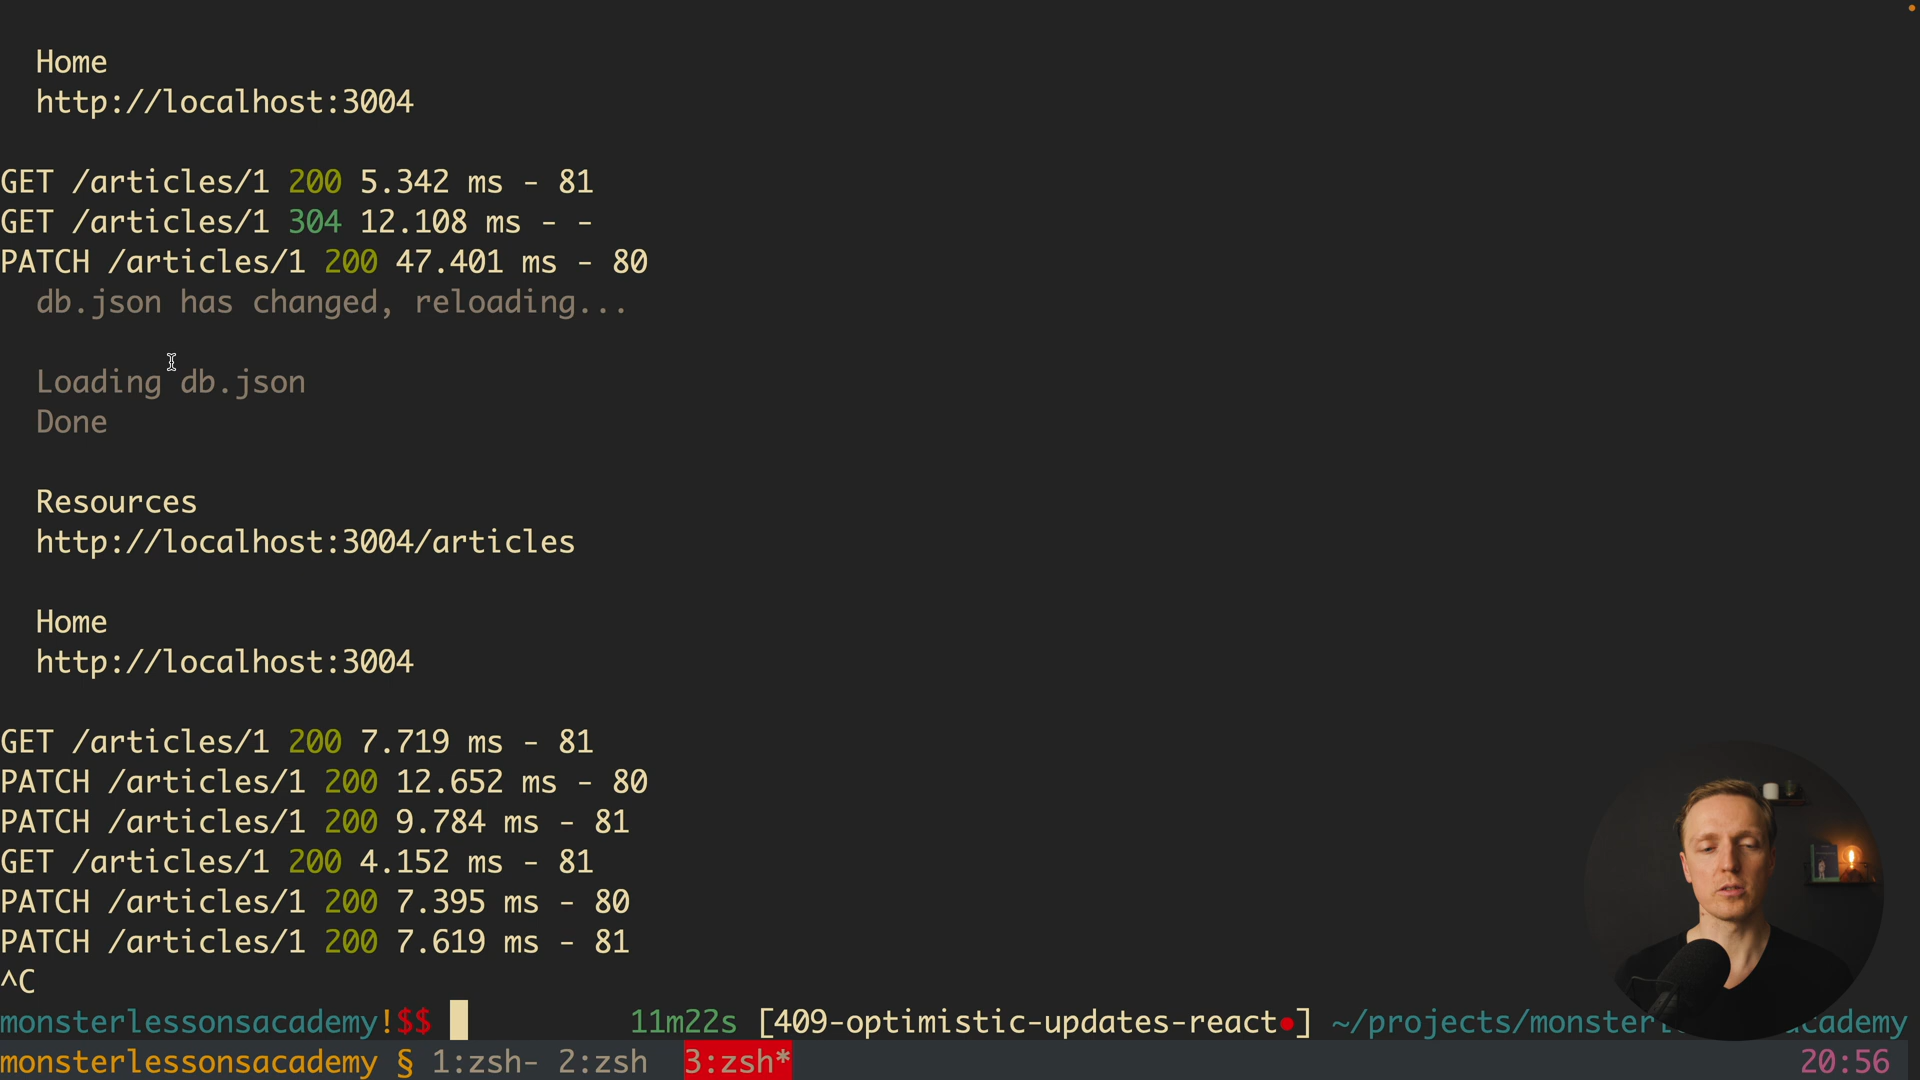 Home
http://localhost:3004
GET /articles/1 200 5.342 ms - 81
GET /articles/1 304 12.108 ms - -
PATCH /articles/1 200 47.401 ms - 80
db.json has changed, reloading...
Loading db.json
Done
Resources
http://localhost:3004/articles
Home
http://localhost:3004
GET /articles/1 200 7.719 ms - 81
PATCH /articles/1 200 12.652 ms - 80
PATCH /articles/1 200 9.784 ms - 81
GET /articles/1 200 4.152 ms - 81
PATCH /articles/1 200 7.395 ms - 80
PATCH /articles/1 200 7.619 ms - 81
^C
monsterlessonsacademy!$$ 11m22s [409-optimistic-updates-react●] ~/projects/monster cademy
monsterlessonsacademy § 1:zsh- 2:zsh 3:zsh* 20:56